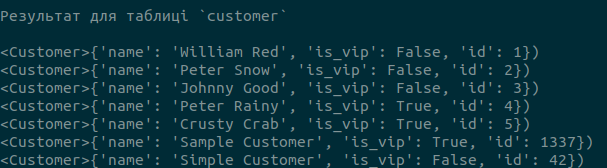 Результат для таблиці `customer`
<Customer>{'name': 'William Red', 'is_vip': False, 'id': 1})
<Customer>{'name': 'Peter Snow', 'is_vip': False, 'id': 2})
<Customer>{'name': 'Johnny Good', 'is_vip': False, 'id': 3})
<Customer>{'name': 'Peter Rainy', 'is_vip': True, 'id': 4})
<Customer>{'name': 'Crusty Crab', 'is_vip': True, 'id': 5})
<Customer>{'name': 'Sample Customer', 'is_vip': True, 'id': 1337})
<Customer>{'name': 'Simple Customer', 'is_vip': False, 'id': 42})